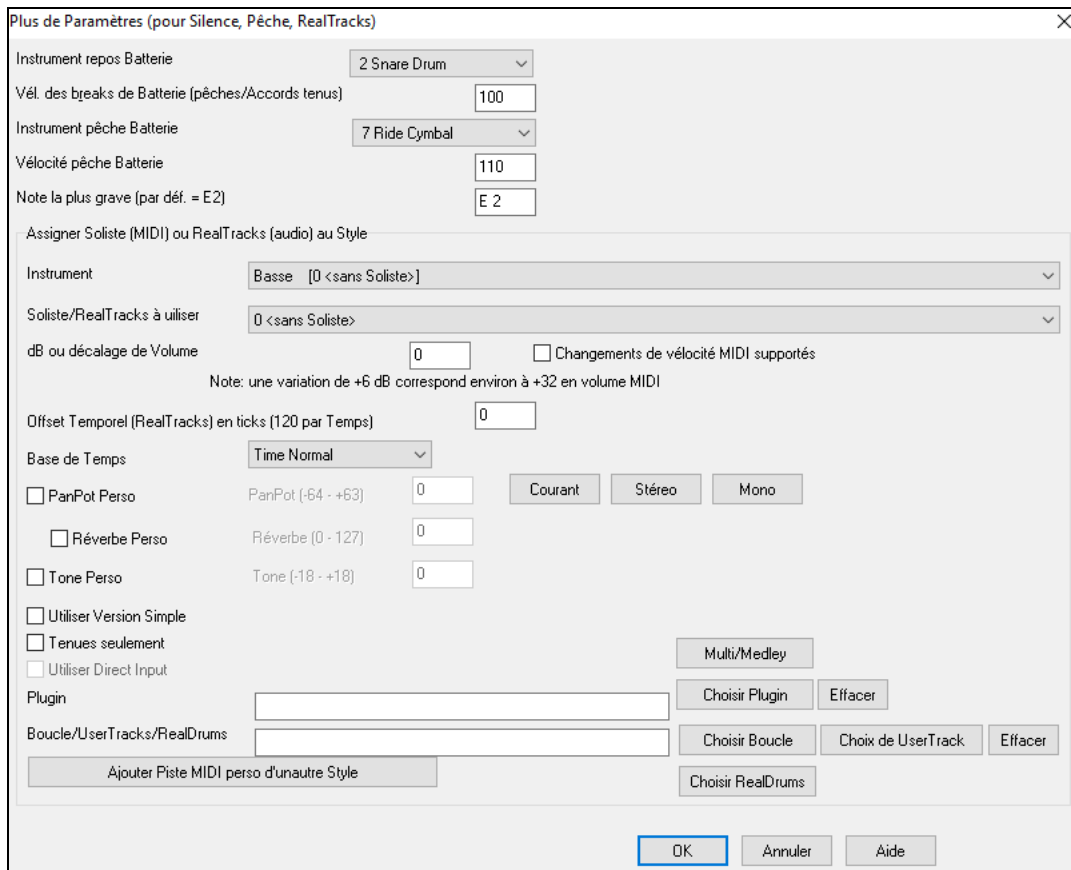 Plus de Paramètres (pour Silence, Pêche, RealTracks)
Instrument repos Batterie 2 Snare Drum
Vél. des breaks de Batterie (pêches/Accords tenus) 100
Instrument pêche Batterie 7 Ride Cymbal
Vélocité pêche Batterie 110
Note la plus grave (par déf. = E2) E 2
Assigner Soliste (MIDI) ou RealTracks (audio) au Style
Instrument Basse [0 <sans Soliste>]
Soliste/RealTracks à uiliser 0 <sans Soliste>
dB ou décalage de Volume 0 Changements de vélocité MIDI supportés
Note: une variation de +6 dB correspond environ à +32 en volume MIDI
Offset Temporel (RealTracks) en ticks (120 par Temps) 0
Base de Temps Time Normal
PanPot Perso PanPot (-64 - +63) 0 Courant Stéreo Mono
Réverbe Perso Réverbe (0 - 127) 0
Tone Perso Tone (-18 - +18) 0
Utiliser Version Simple
Tenues seulement
Multi/Medley
Utiliser Direct Input
Plugin Choisir Plugin Effacer
Boucle/UserTracks/RealDrums Choisir Boucle Choix de UserTrack Effacer
Ajouter Piste MIDI perso d'unautre Style Choisir RealDrums
OK Annuler Aide